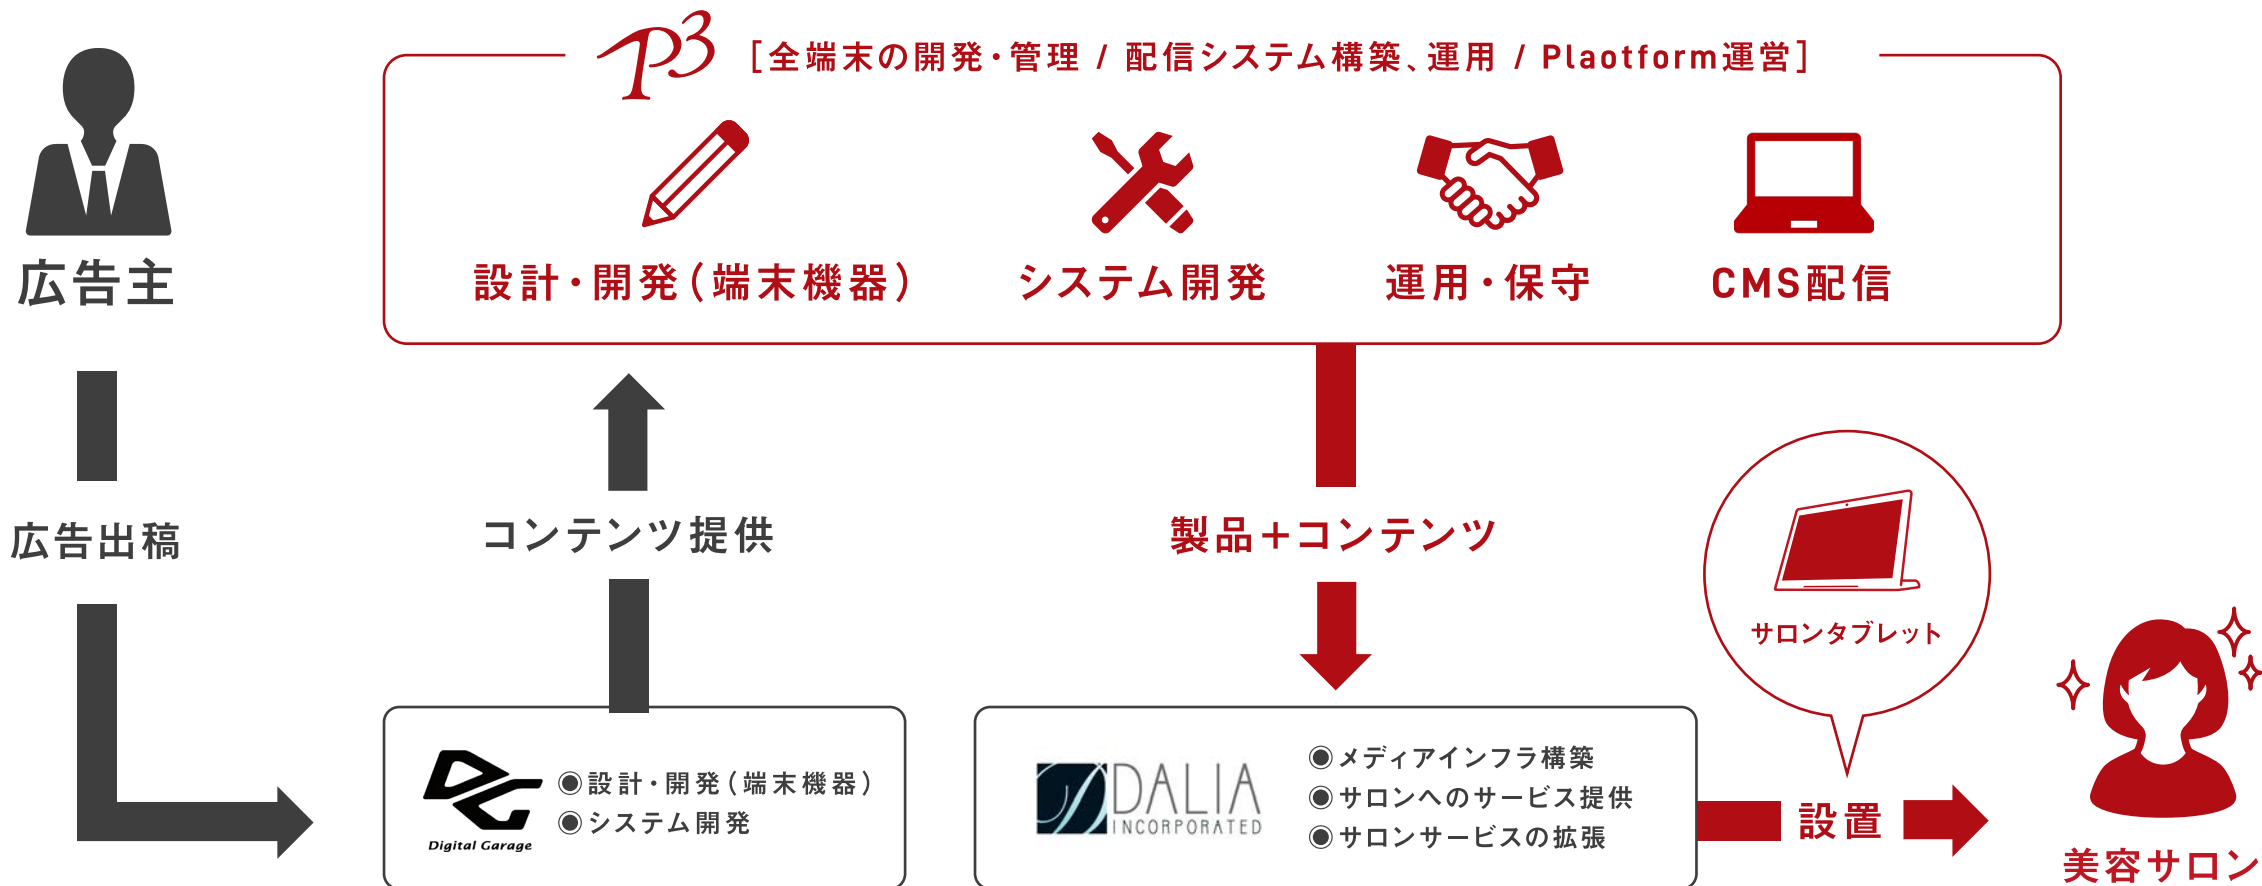 P3 [全端末の開発・管理 / 配信システム構築、運用 / Plaotform運営]
設計・開発(端末機器)
システム開発
運用・保守
CMS配信
広告主
広告出稿
コンテンツ提供
製品+コンテンツ
サロンタブレット
DG
Digital Garage
◉設計・開発(端末機器)
◉システム開発
D DALIA
INCORPORATED
◉メディアインフラ構築
◉サロンへのサービス提供
◉サロンサービスの拡張
設置
美容サロン